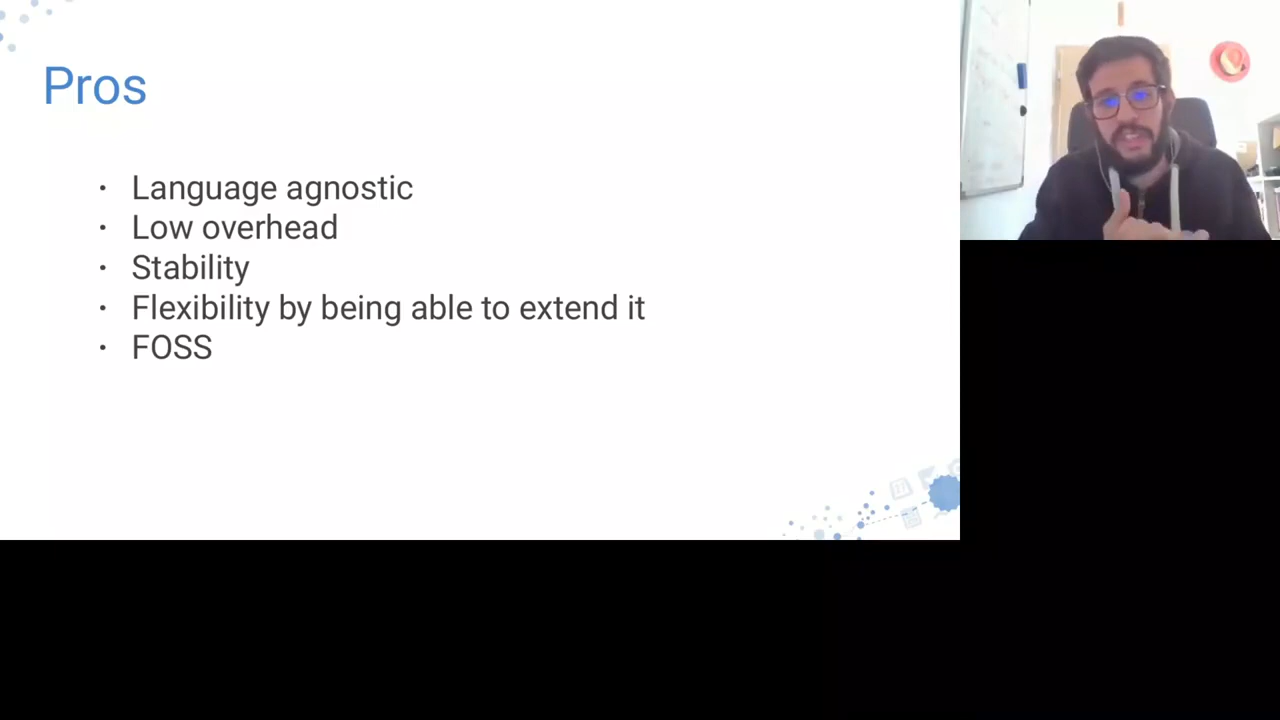 Pros
· Language agnostic
· Low overhead
· Stability
· Flexibility by being able to extend it
· FOSS